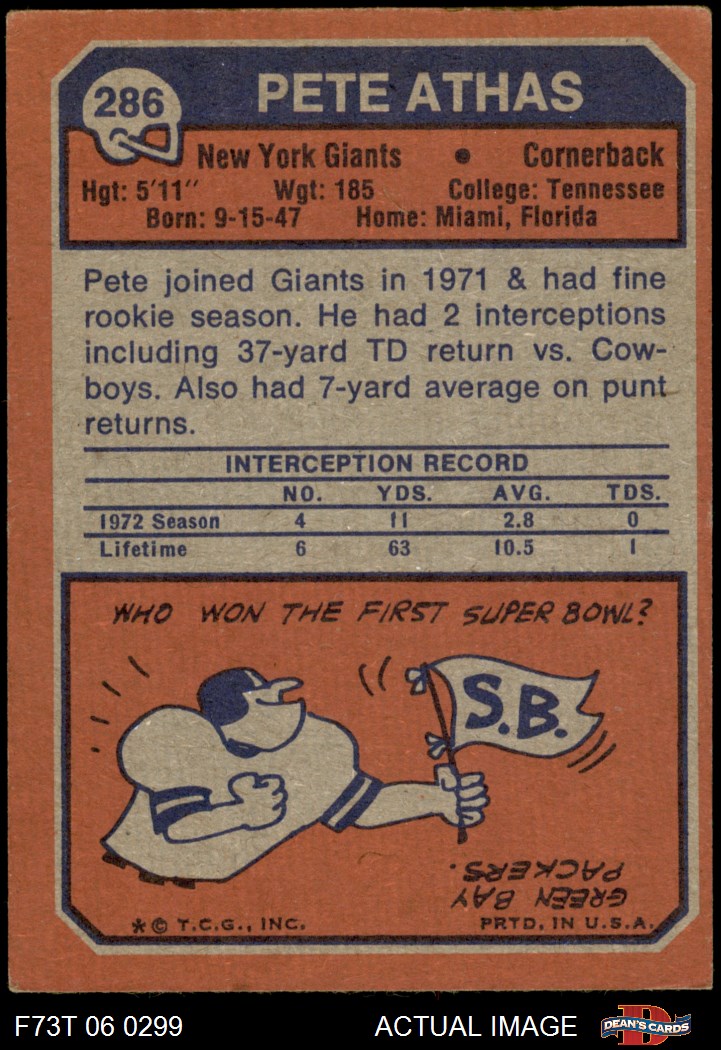 286
PETE ATHAS
New York Giants • Cornerback
Hgt: 5'11" Wgt: 185 College: Tennessee
Born: 9-15-47 Home: Miami, Florida
Pete joined Giants in 1971 & had fine
rookie season. He had 2 interceptions
including 37-yard TD return vs. Cow-
boys. Also had 7-yard average on punt
returns.
INTERCEPTION RECORD
NO. YDS. AVG. TDS.
1972 Season 4 11 2.8 0
Lifetime 6 63 10.5 1
WHO WON THE FIRST SUPER BOWL?
S.B.
GREEN BAY
PACKERS.
*© T.C.G., INC. PRTD. IN U.S.A.
F73T 06 0299 ACTUAL IMAGE
D
DEAN'S CARDS